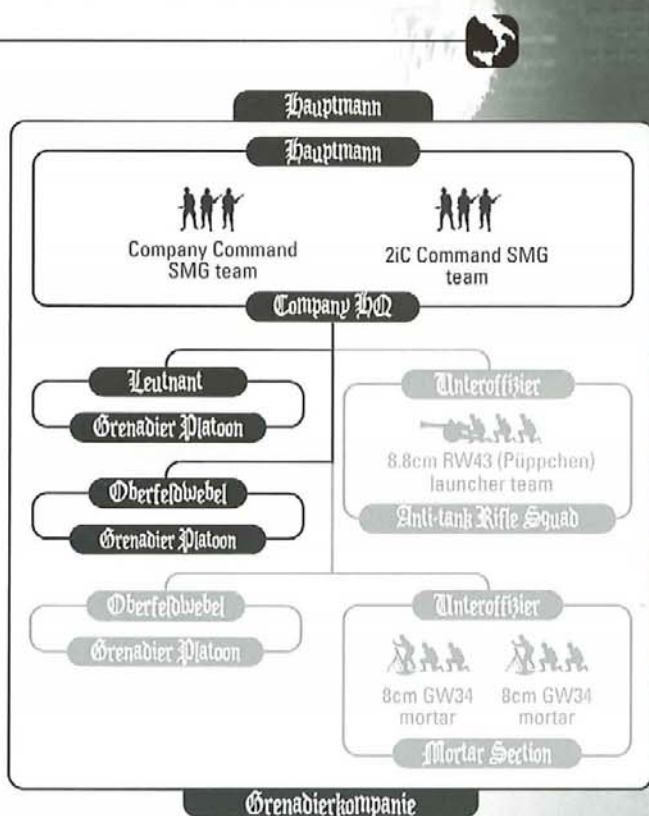 Hauptmann
Hauptmann
Company Command
SMG team
2iC Command SMG
team
Company HQ
Leutnant
Grenadier Platoon
Unteroffizier
8.8cm RW43 (Püppchen)
launcher team
Anti-tank Rifle Squad
Oberfeldwebel
Grenadier Platoon
Oberfeldwebel
Grenadier Platoon
Unteroffizier
8cm GW34
mortar
8cm GW34
mortar
Mortar Section
Grenadierkompanie